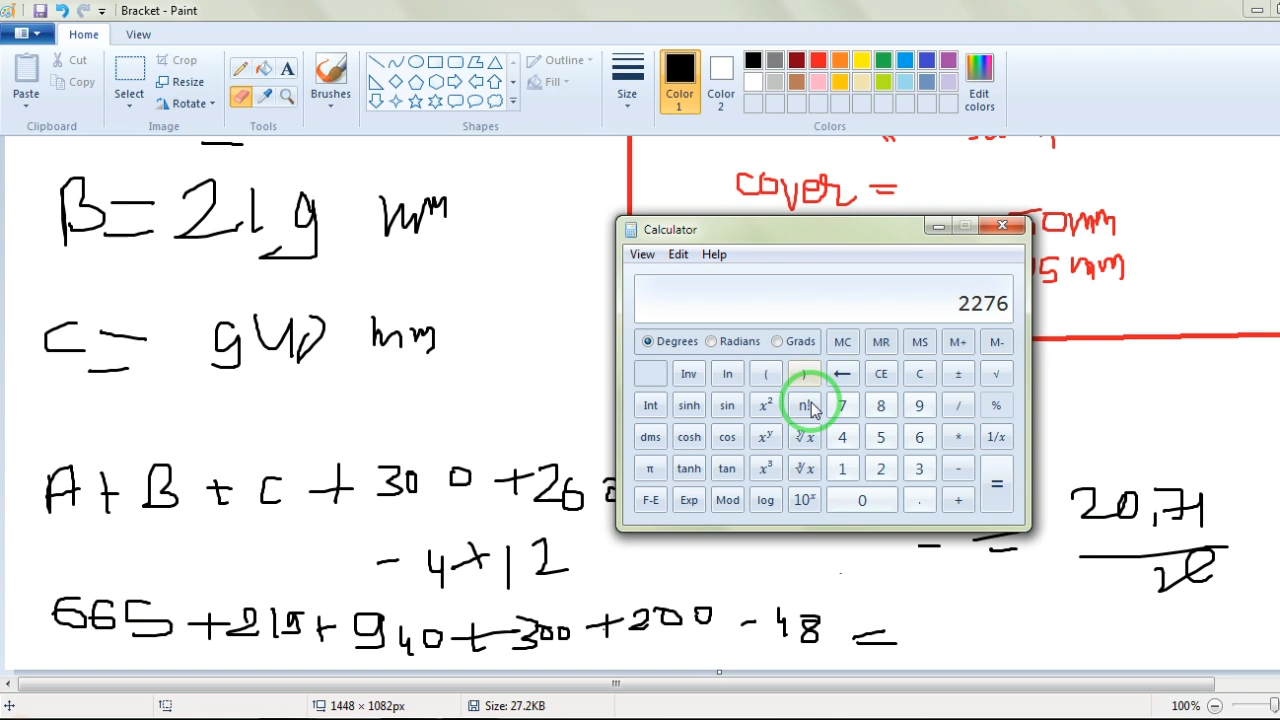 Bracket - Paint
Home View
Paste
Cut
Copy
Clipboard
Select
Crop
Resize
Rotate
Image
A
Tools
Brushes
Outline
Fill
Shapes
Size
Color 1
Color 2
Edit colors
Colors
B = 219 mm
C = 940 mm
A + B + C + 300 +
- 4 * 12
665 + 219 + 940 + 300 + 200 - 48 =
cover =
50mm
mm
Calculator
View Edit Help
2276
Degrees Radians Grads MC MR MS M+ M-
Inv ln ( ) ← CE C ± √
Int sinh sin x² n! 7 8 9 / %
dms cosh cos xʸ ʸ√x 4 5 6 * 1/x
π tanh tan x³ ³√x 1 2 3 - =
F-E Exp Mod log 10ˣ 0 . +
- =
20,71
1448 × 1082px
Size: 27.2KB
100%